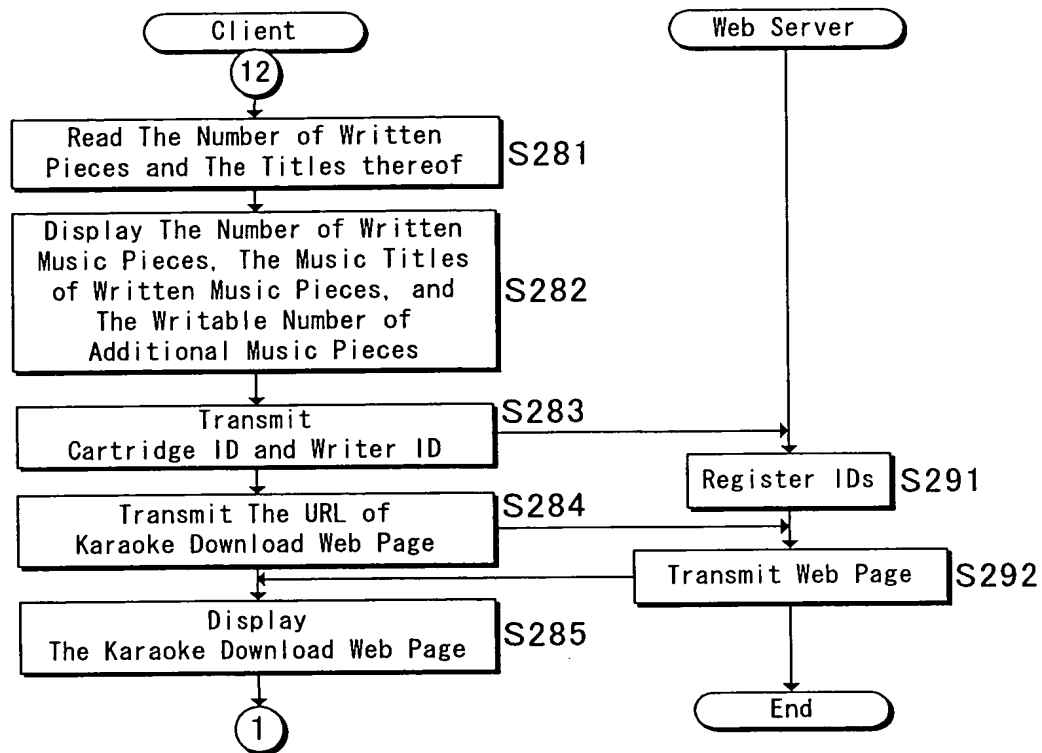 Client
12
Web Server
Read The Number of Written
Pieces and The Titles thereof
S281
Display The Number of Written
Music Pieces, The Music Titles
of Written Music Pieces, and
The Writable Number of
Additional Music Pieces
S282
Transmit
Cartridge ID and Writer ID
S283
Register IDs
S291
Transmit The URL of
Karaoke Download Web Page
S284
Transmit Web Page
S292
Display
The Karaoke Download Web Page
S285
End
1